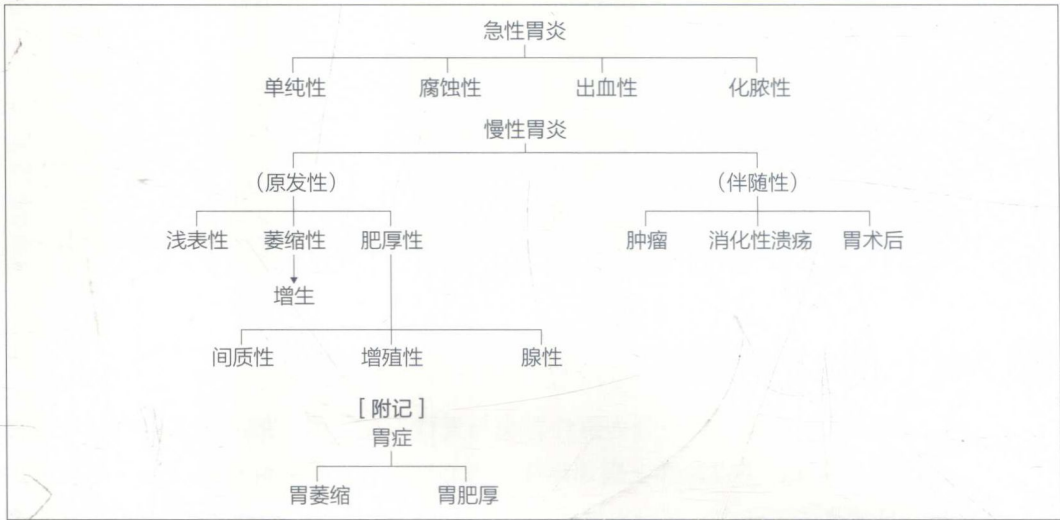 急性胃炎
单纯性 腐蚀性 出血性 化脓性
慢性胃炎
（原发性） （伴随性）
浅表性 萎缩性 肥厚性 肿瘤 消化性溃疡 胃术后
增生
间质性 增殖性 腺性
［附记］
胃症
胃萎缩 胃肥厚